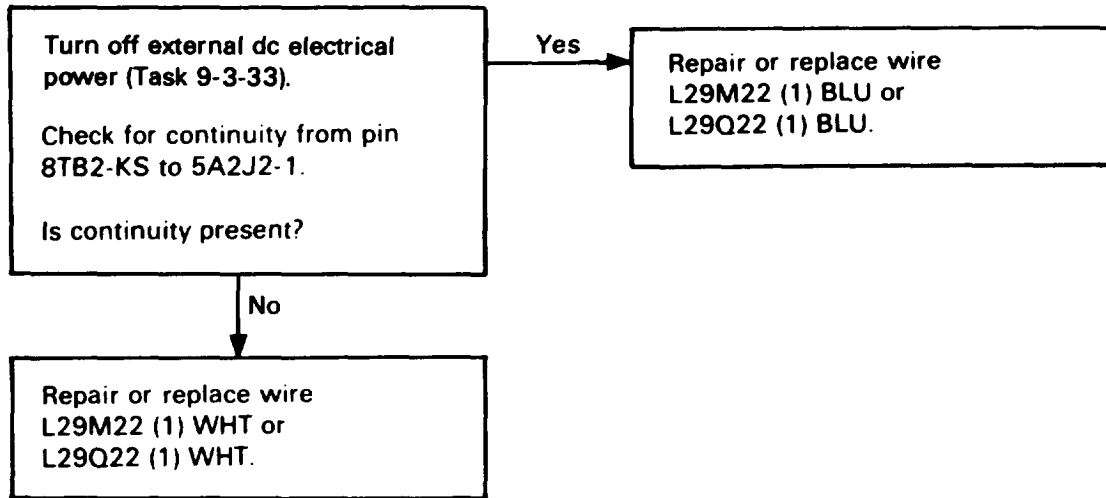 Turn off external dc electrical
power (Task 9-3-33).
Check for continuity from pin
8TB2-KS to 5A2J2-1.
Is continuity present?
Yes
Repair or replace wire
L29M22 (1) BLU or
L29Q22 (1) BLU.
No
Repair or replace wire
L29M22 (1) WHT or
L29Q22 (1) WHT.